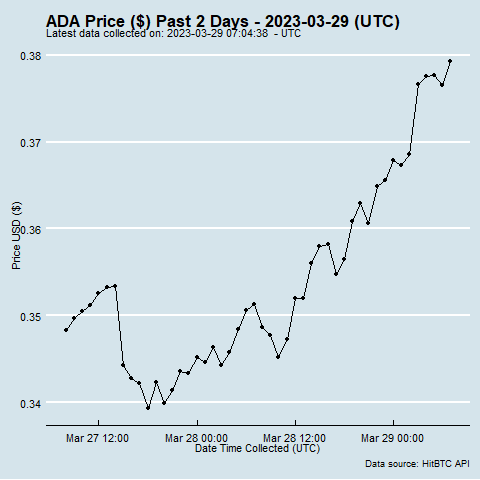 ADA Price ($) Past 2 Days - 2023-03-29 (UTC)
Latest data collected on: 2023-03-29 07:04:38 - UTC
0.38
0.37
0.36
0.35
0.34
Price USD ($)
Mar 27 12:00
Mar 28 00:00
Mar 28 12:00
Mar 29 00:00
Date Time Collected (UTC)
Data source: HitBTC API